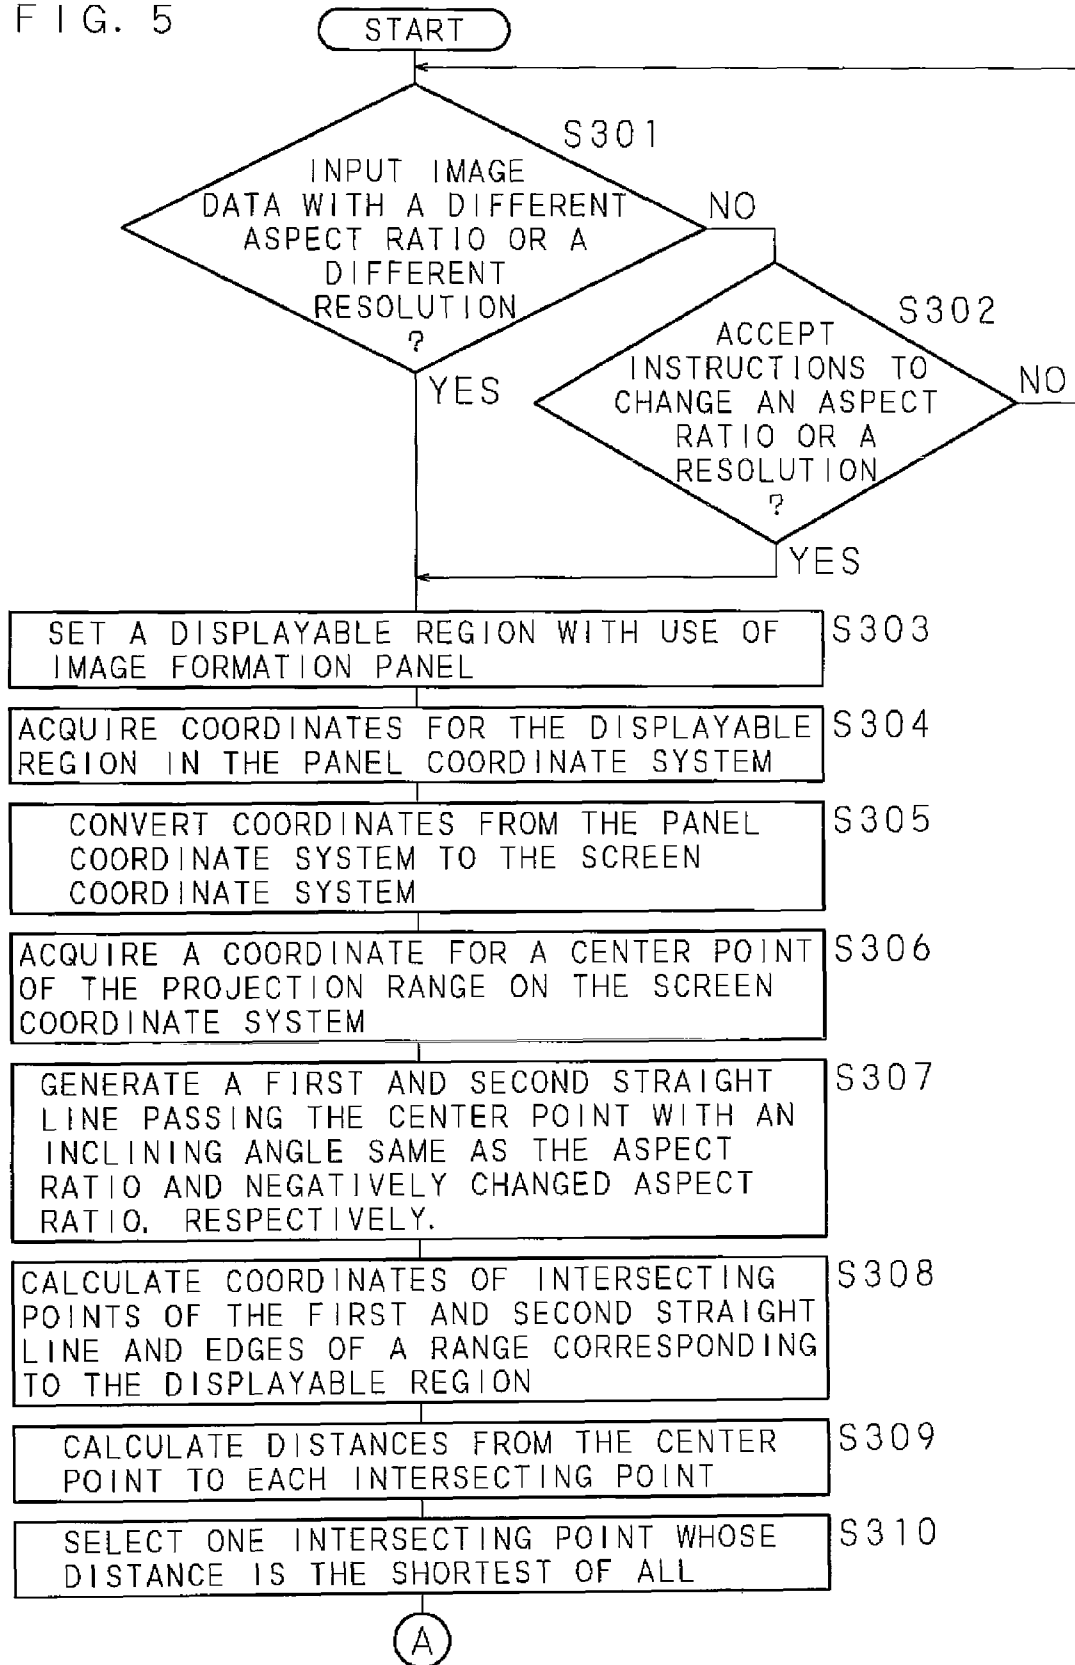 FIG. 5
START
S301
INPUT IMAGE
DATA WITH A DIFFERENT
ASPECT RATIO OR A
DIFFERENT
RESOLUTION
?
NO
YES
S302
ACCEPT
INSTRUCTIONS TO
CHANGE AN ASPECT
RATIO OR A
RESOLUTION
?
NO
YES
SET A DISPLAYABLE REGION WITH USE OF
IMAGE FORMATION PANEL
S303
ACQUIRE COORDINATES FOR THE DISPLAYABLE
REGION IN THE PANEL COORDINATE SYSTEM
S304
CONVERT COORDINATES FROM THE PANEL
COORDINATE SYSTEM TO THE SCREEN
COORDINATE SYSTEM
S305
ACQUIRE A COORDINATE FOR A CENTER POINT
OF THE PROJECTION RANGE ON THE SCREEN
COORDINATE SYSTEM
S306
GENERATE A FIRST AND SECOND STRAIGHT
LINE PASSING THE CENTER POINT WITH AN
INCLINING ANGLE SAME AS THE ASPECT
RATIO AND NEGATIVELY CHANGED ASPECT
RATIO. RESPECTIVELY.
S307
CALCULATE COORDINATES OF INTERSECTING
POINTS OF THE FIRST AND SECOND STRAIGHT
LINE AND EDGES OF A RANGE CORRESPONDING
TO THE DISPLAYABLE REGION
S308
CALCULATE DISTANCES FROM THE CENTER
POINT TO EACH INTERSECTING POINT
S309
SELECT ONE INTERSECTING POINT WHOSE
DISTANCE IS THE SHORTEST OF ALL
S310
A